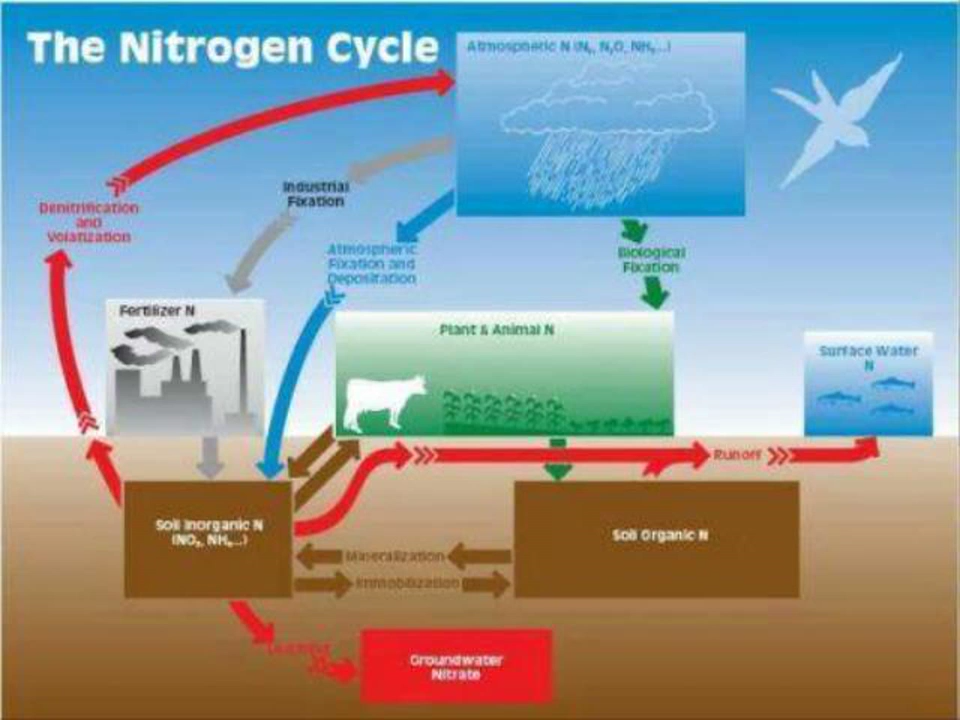 The Nitrogen Cycle
Atmospheric N (N₂, N₂O, NH₃...)
Industrial
Fixation
Denitrification
and
Volatization
Atmospheric
Fixation and
Depositation
Biological
Fixation
Fertilizer N
Plant & Animal N
Surface Water
N
Runoff
Soil Inorganic N
Soil Organic N
Mineralization
Immobilization
Groundwater
Nitrate